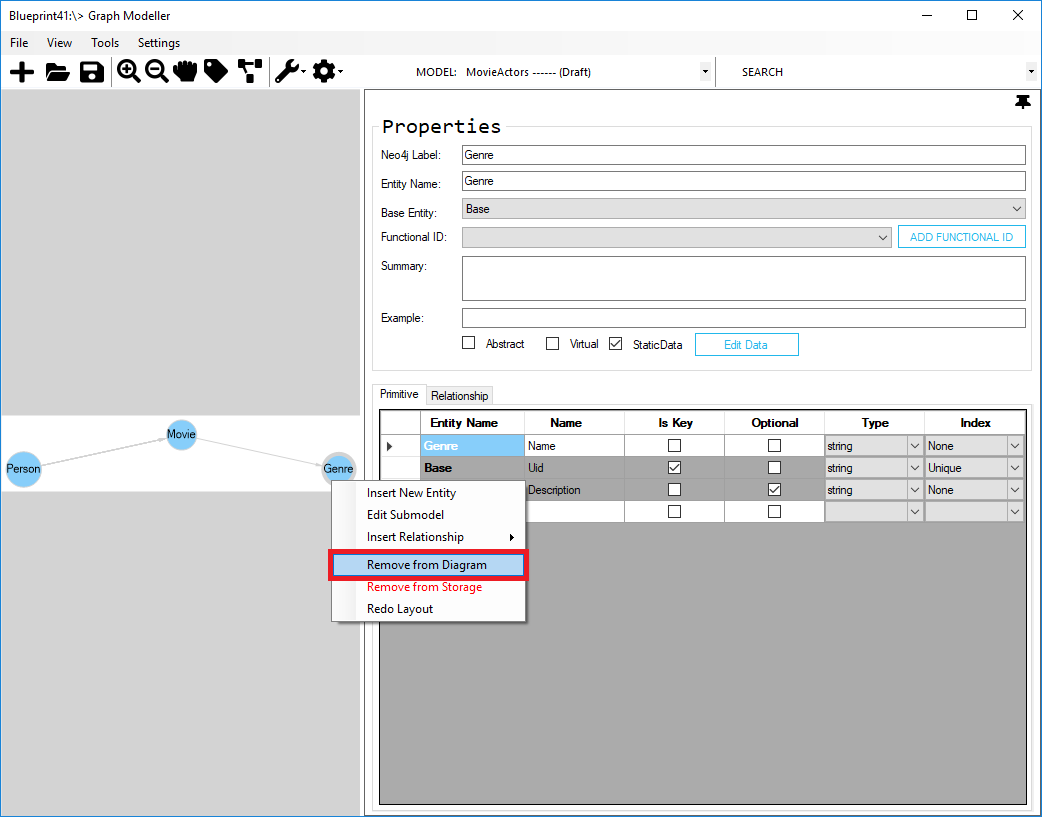 Blueprint41:\> Graph Modeller
File View Tools Settings
MODEL: MovieActors ------ (Draft) SEARCH
Properties
Neo4j Label: Genre
Entity Name: Genre
Base Entity: Base
Functional ID: ADD FUNCTIONAL ID
Summary:
Example:
Abstract Virtual StaticData Edit Data
Primitive Relationship
Entity Name Name Is Key Optional Type Index
Genre Name string None
Base Uid string Unique
Description string None
Movie
Person
Genre
Insert New Entity
Edit Submodel
Insert Relationship
Remove from Diagram
Remove from Storage
Redo Layout